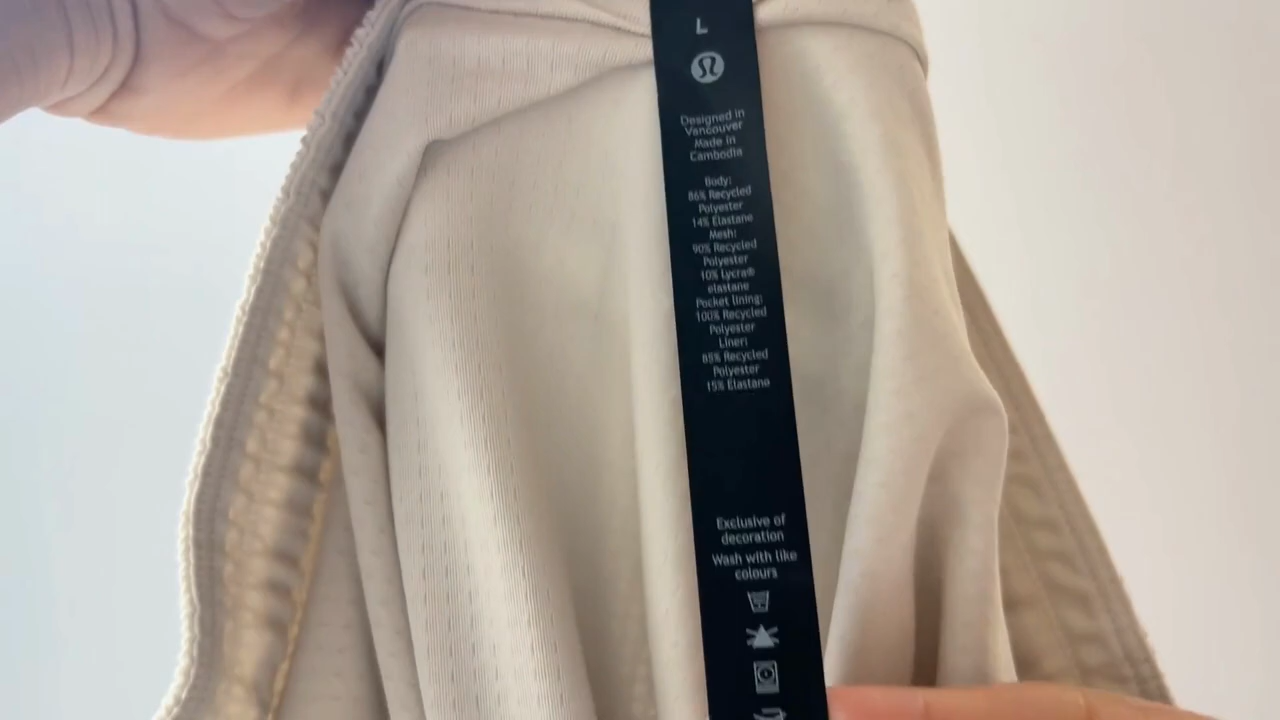 L
Designed in
Vancouver
Made in
Cambodia
Body:
86% Recycled
Polyester
14% Elastane
Mesh:
90% Recycled
Polyester
10% Lycra®
elastane
Pocket lining:
100% Recycled
Polyester
Liner:
85% Recycled
Polyester
15% Elastane
Exclusive of
decoration
Wash with like
colours